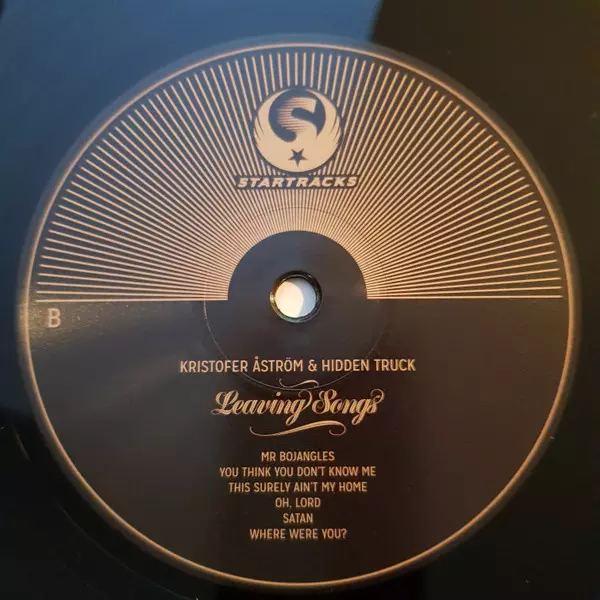 S
STARTRACKS
B
KRISTOFER ÅSTRÖM & HIDDEN TRUCK
Leaving Songs
MR BOJANGLES
YOU THINK YOU DON'T KNOW ME
THIS SURELY AIN'T MY HOME
OH, LORD
SATAN
WHERE WERE YOU?